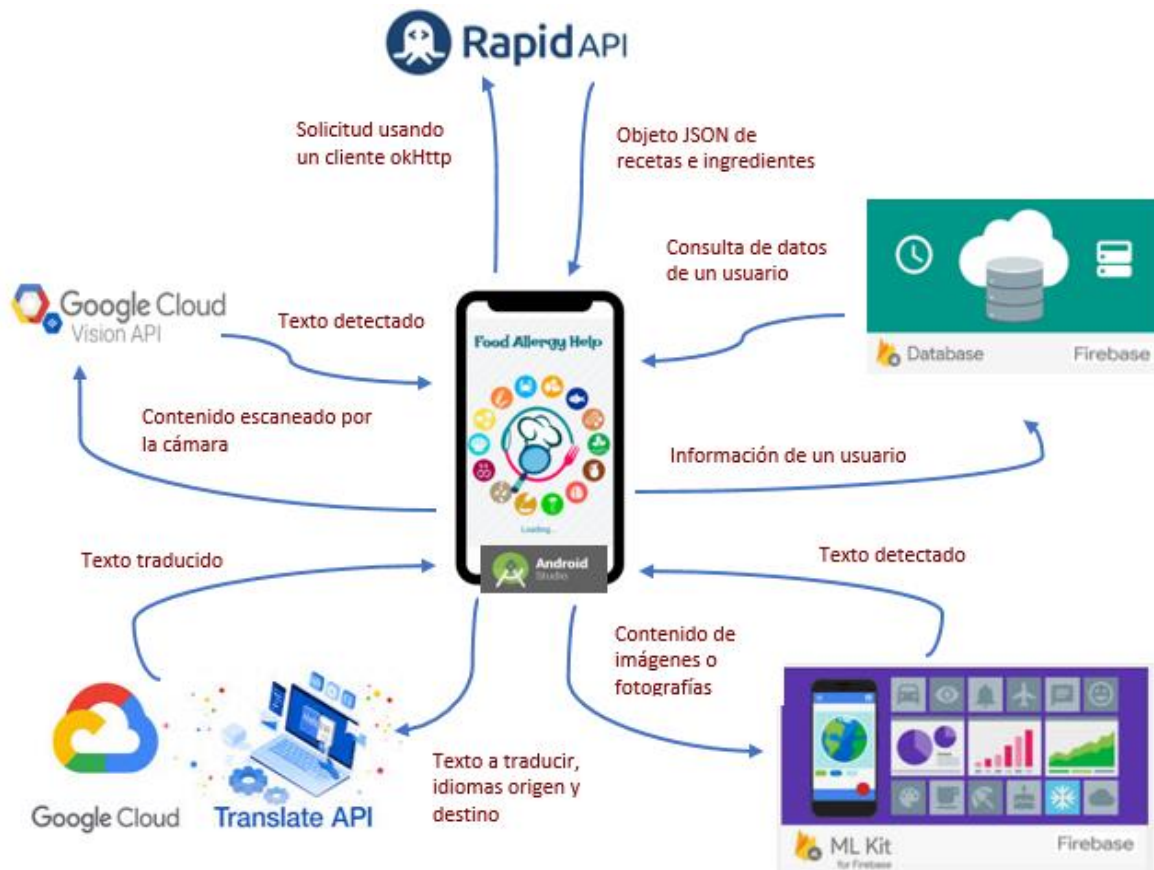 Rapid API
Solicitud usando
un cliente okHttp
Objeto JSON de
recetas e ingredientes
Consulta de datos
de un usuario
Database
Firebase
Google Cloud
Vision API
Texto detectado
Food Allergy Help
Contenido escaneado por
la cámara
Información de un usuario
Loading...
Android
Studio
Texto traducido
Texto detectado
Contenido de
imágenes o
fotografías
Google Cloud
Translate API
Texto a traducir,
idiomas origen y
destino
ML Kit
for Firebase
Firebase